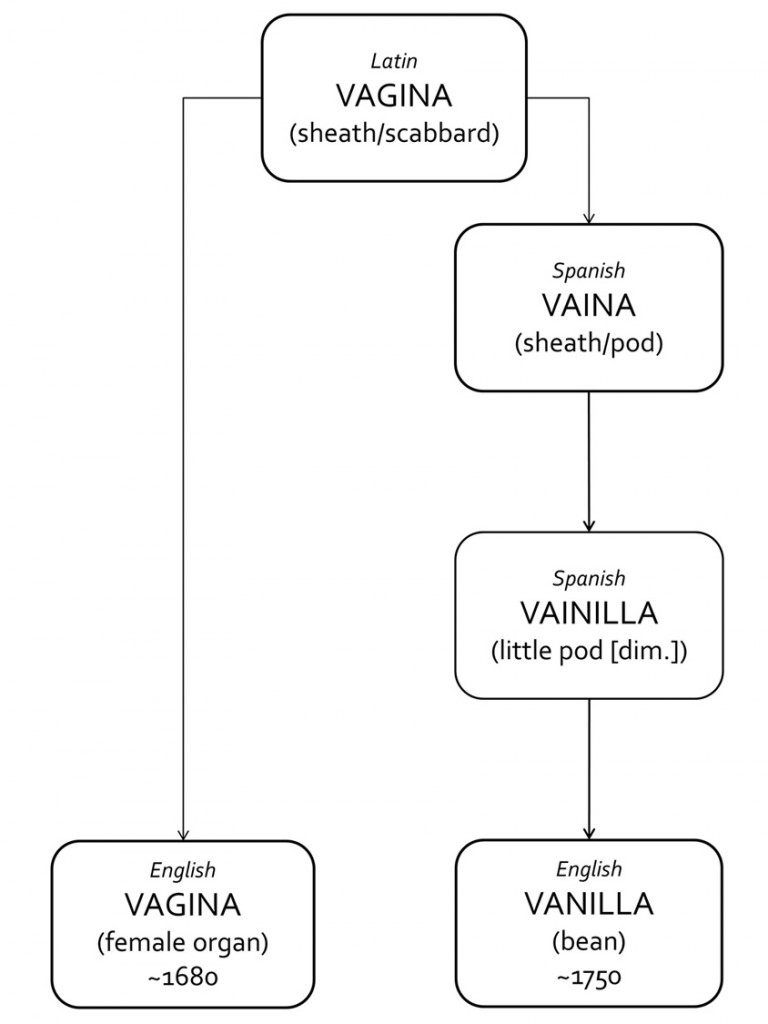 Latin
VAGINA
(sheath/scabbard)
Spanish
VAINA
(sheath/pod)
Spanish
VAINILLA
(little pod [dim.])
English
VAGINA
(female organ)
~1680
English
VANILLA
(bean)
~1750